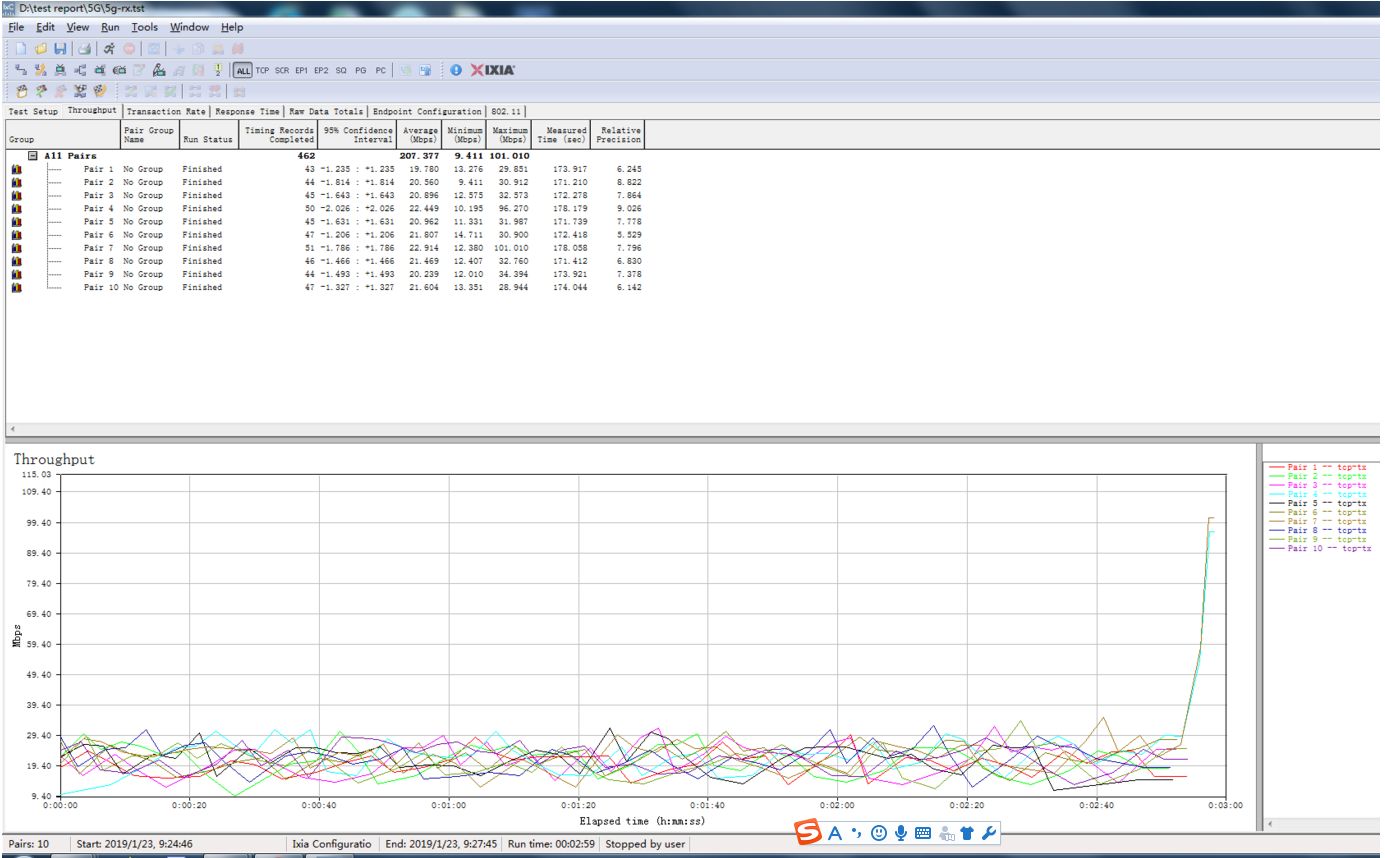 D:\test report\5G\5g-rx.tst
File Edit View Run Tools Window Help
ALL TCP SCR EP1 EP2 SQ PG PC IXIA
Test Setup Throughput Transaction Rate Response Time Raw Data Totals Endpoint Configuration 802.11
Group Pair Group Name Run Status Timing Records Completed 95% Confidence Interval Average (Mbps) Minimum (Mbps) Maximum (Mbps) Measured Time (sec) Relative Precision
All Pairs 462 207.377 9.411 101.010
Pair 1 No Group Finished 43 -1.235 : +1.235 19.780 13.276 29.851 173.917 6.245
Pair 2 No Group Finished 44 -1.814 : +1.814 20.560 9.411 30.912 171.210 8.822
Pair 3 No Group Finished 45 -1.643 : +1.643 20.896 12.575 32.573 172.278 7.864
Pair 4 No Group Finished 50 -2.026 : +2.026 22.449 10.195 96.270 178.179 9.026
Pair 5 No Group Finished 45 -1.631 : +1.631 20.962 11.331 31.987 171.739 7.778
Pair 6 No Group Finished 47 -1.206 : +1.206 21.807 14.711 30.900 172.418 5.529
Pair 7 No Group Finished 51 -1.786 : +1.786 22.914 12.380 101.010 178.058 7.796
Pair 8 No Group Finished 46 -1.466 : +1.466 21.469 12.407 32.760 171.412 6.830
Pair 9 No Group Finished 44 -1.493 : +1.493 20.239 12.010 34.394 173.921 7.378
Pair 10 No Group Finished 47 -1.327 : +1.327 21.604 13.351 28.944 174.044 6.142
Throughput
115.03
109.40
99.40
89.40
79.40
69.40
59.40
49.40
39.40
29.40
19.40
9.40
Mbps
0:00:00 0:00:20 0:00:40 0:01:00 0:01:20 0:01:40 0:02:00 0:02:20 0:02:40 0:03:00
Elapsed time (h:mm:ss)
Pair 1 -- tcp-tx
Pair 2 -- tcp-tx
Pair 3 -- tcp-tx
Pair 4 -- tcp-tx
Pair 5 -- tcp-tx
Pair 6 -- tcp-tx
Pair 7 -- tcp-tx
Pair 8 -- tcp-tx
Pair 9 -- tcp-tx
Pair 10 -- tcp-tx
Pairs: 10 Start: 2019/1/23, 9:24:46 Ixia Configuratio End: 2019/1/23, 9:27:45 Run time: 00:02:59 Stopped by user